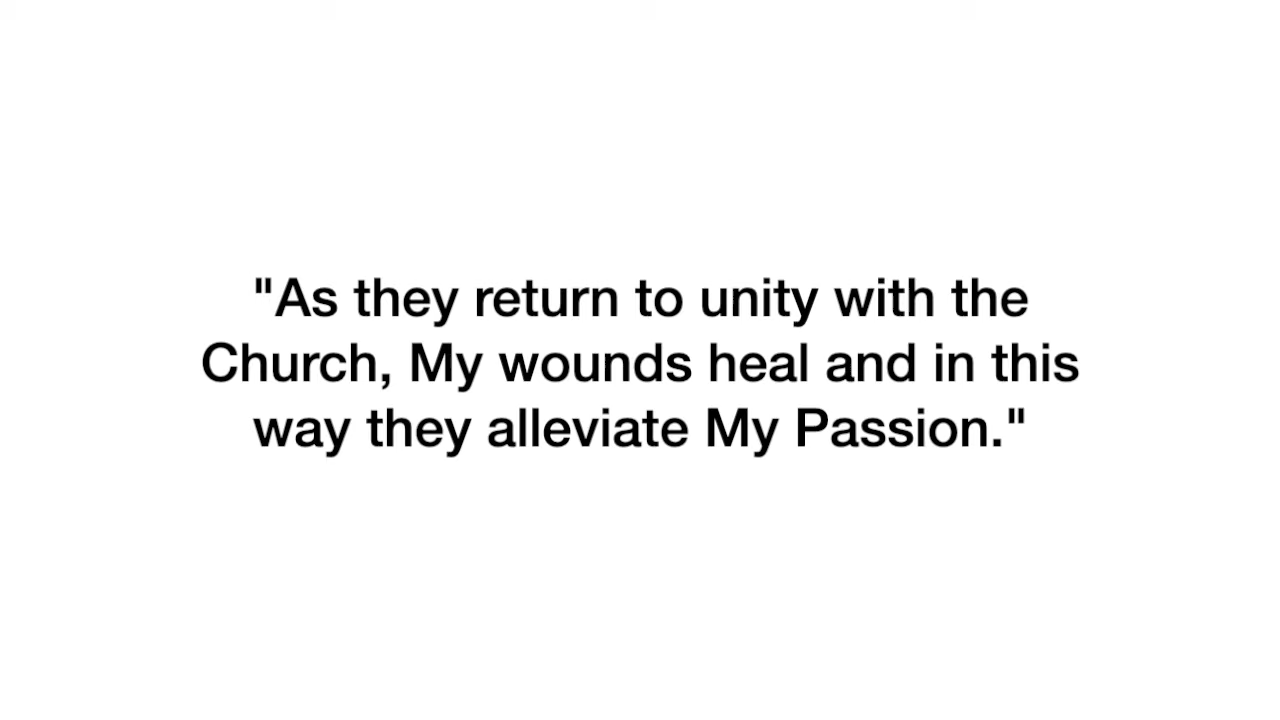 "As they return to unity with the
Church, My wounds heal and in this
way they alleviate My Passion."